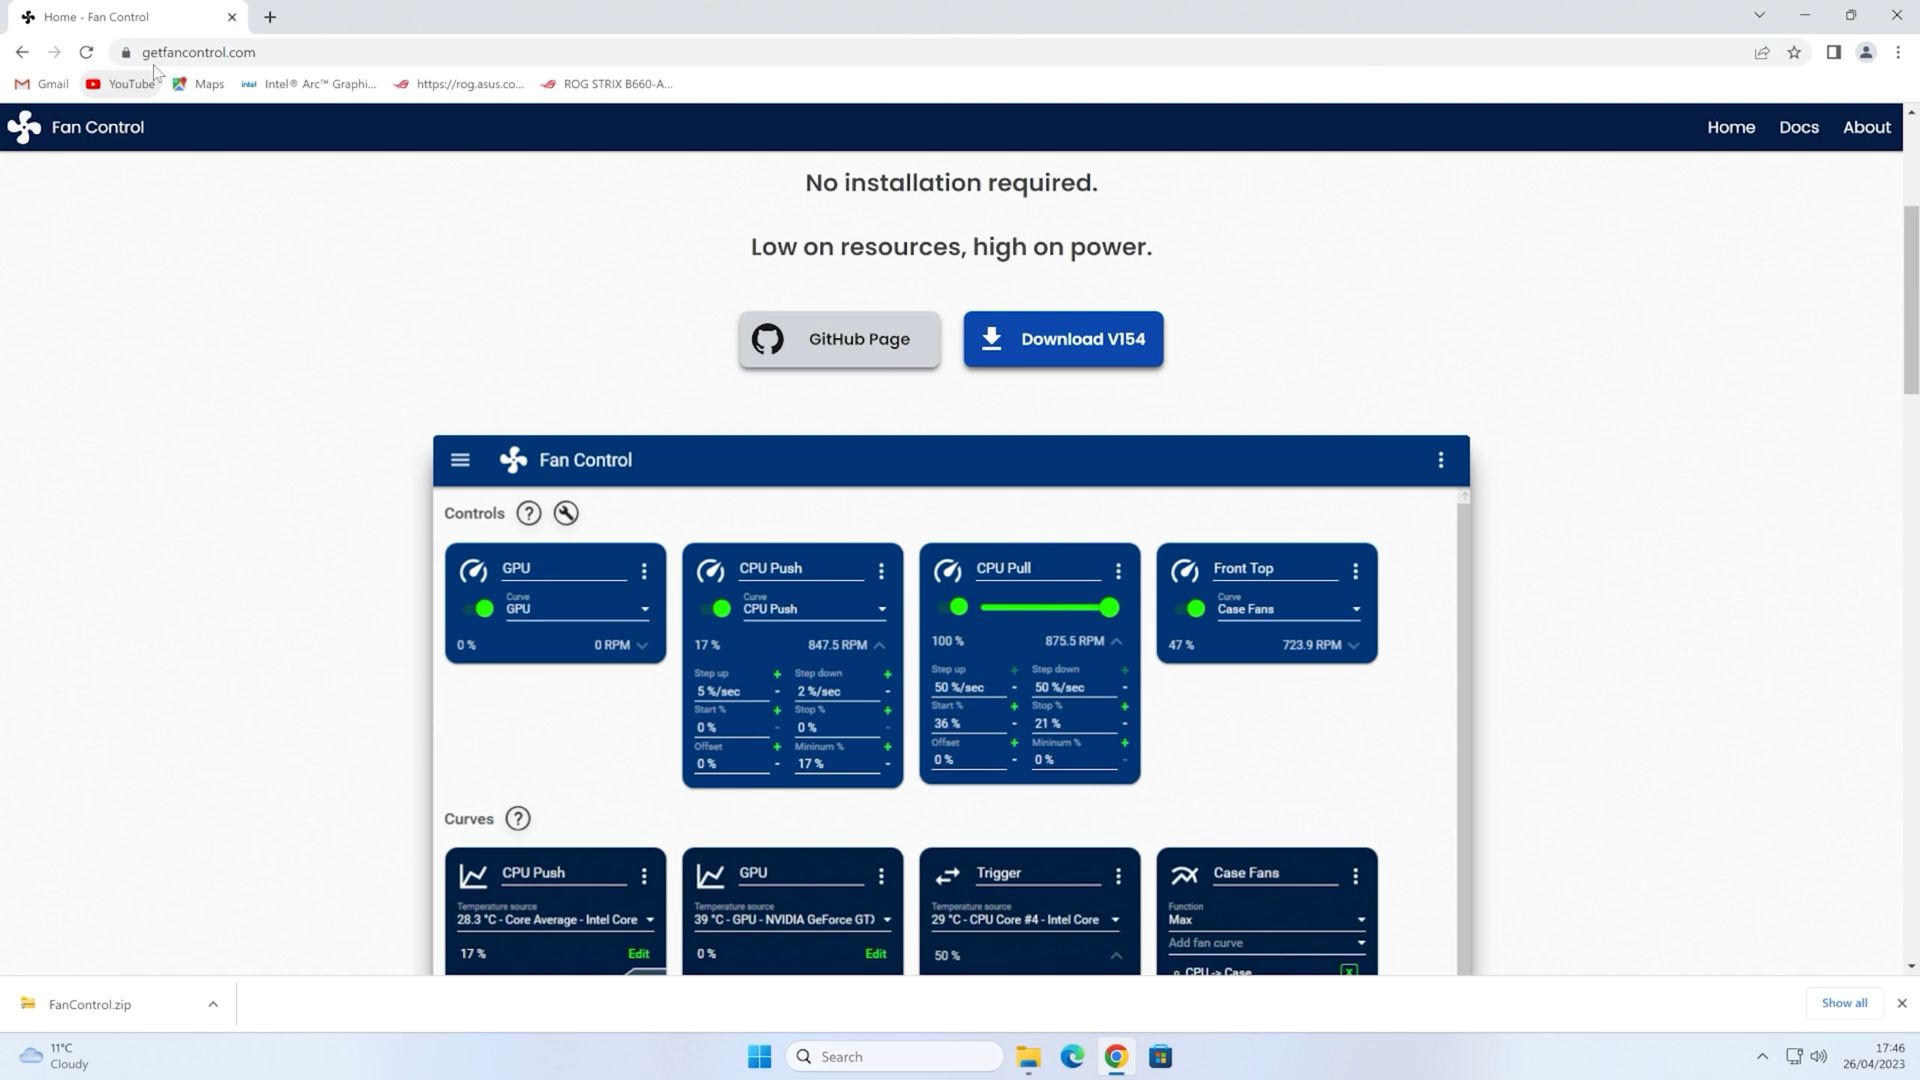 Home - Fan Control
getfancontrol.com
Gmail
YouTube
Maps
intel
Intel® Arc™ Graphi...
https://rog.asus.co...
ROG STRIX B660-A...
Fan Control
Home
Docs
About
No installation required.
Low on resources, high on power.
GitHub Page
Download V154
Fan Control
Controls ?
GPU
Curve
GPU
0 %
0 RPM
CPU Push
Curve
CPU Push
17 %
847.5 RPM
Step up + Step down +
5 %/sec - 2 %/sec -
Start % + Stop % +
0 % - 0 % -
Offset + Mininum % +
0 % - 17 % -
CPU Pull
100 %
875.5 RPM
Step up + Step down +
50 %/sec - 50 %/sec -
Start % + Stop % +
36 % - 21 % -
Offset + Mininum % +
0 % - 0 % -
Front Top
Curve
Case Fans
47 %
723.9 RPM
Curves ?
CPU Push
Temperature source
28.3 °C - Core Average - Intel Core
17 %
Edit
GPU
Temperature source
39 °C - GPU - NVIDIA GeForce GT)
0 %
Edit
Trigger
Temperature source
29 °C - CPU Core #4 - Intel Core
50 %
Case Fans
Function
Max
Add fan curve
CPU -> Case
FanControl.zip
Show all
11°C
Cloudy
Search
17:46
26/04/2023